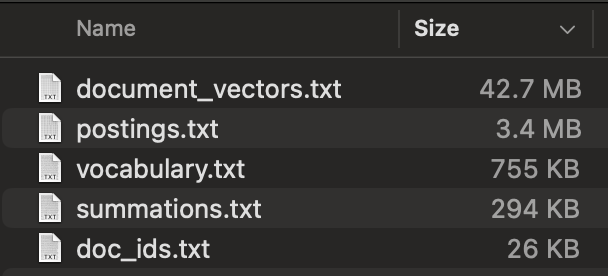 Name Size
TXT document_vectors.txt 42.7 MB
TXT postings.txt 3.4 MB
TXT vocabulary.txt 755 KB
TXT summations.txt 294 KB
TXT doc_ids.txt 26 KB